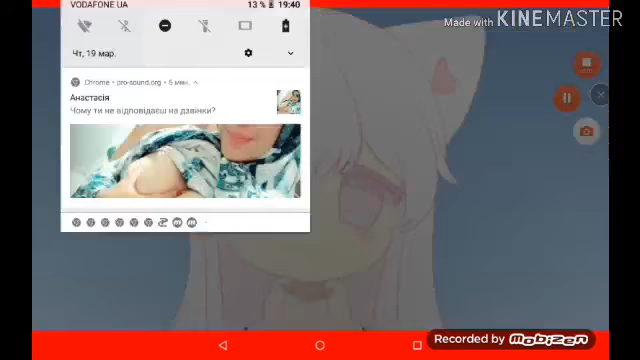 VODAFONE UA 13 % 19:40
Made with KINEMASTER
Чт, 19 мар.
Chrome • pro-sound.org • 5 мин.
Анастасія
Чому ти не відповідаєш на дзвінки?
Recorded by MOBIZEN